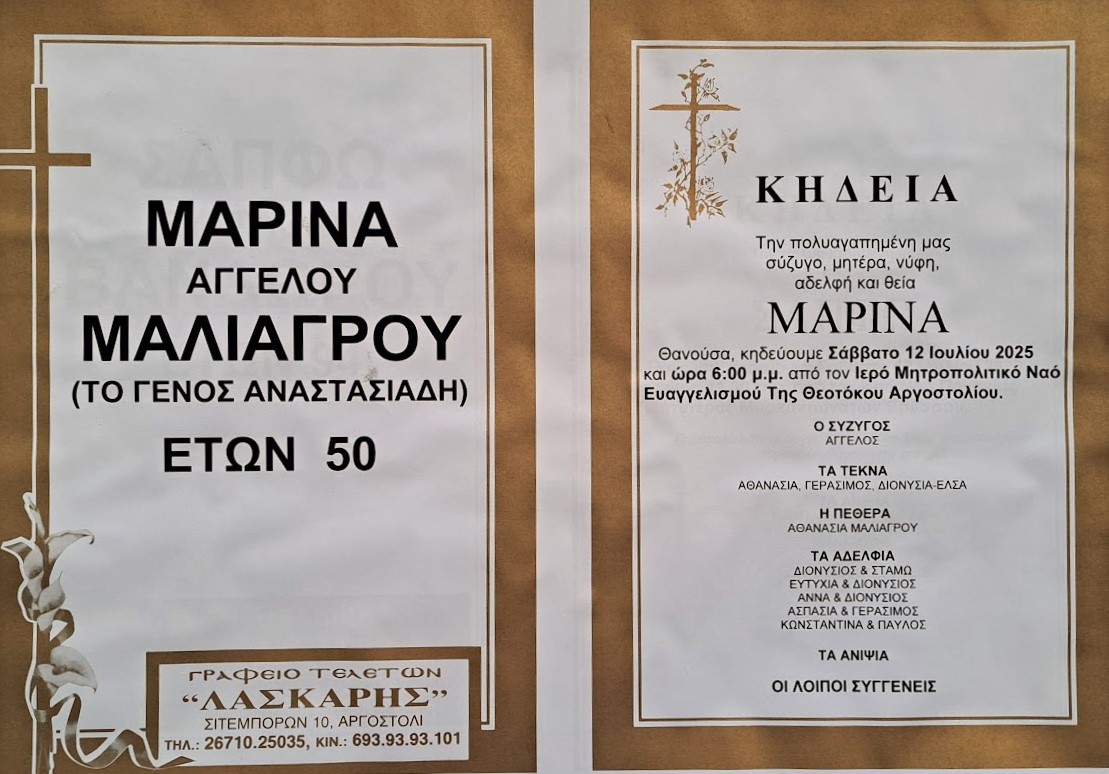 ΜΑΡΙΝΑ
ΑΓΓΕΛΟΥ
ΜΑΛΙΑΓΡΟΥ
(ΤΟ ΓΕΝΟΣ ΑΝΑΣΤΑΣΙΑΔΗ)
ΕΤΩΝ 50
ΓΡΑΦΕΙΟ ΤΕΛΕΤΩΝ
“ΛΑΣΚΑΡΗΣ”
ΣΙΤΕΜΠΟΡΩΝ 10, ΑΡΓΟΣΤΟΛΙ
ΤΗΛ.: 26710.25035, ΚΙΝ.: 693.93.93.101
ΚΗΔΕΙΑ
Την πολυαγαπημένη μας
σύζυγο, μητέρα, νύφη,
αδελφή και θεία
ΜΑΡΙΝΑ
Θανούσα, κηδεύουμε Σάββατο 12 Ιουλίου 2025
και ώρα 6:00 μ.μ. από τον Ιερό Μητροπολιτικό Ναό
Ευαγγελισμού Της Θεοτόκου Αργοστολίου.
Ο ΣΥΖΥΓΟΣ
ΑΓΓΕΛΟΣ
ΤΑ ΤΕΚΝΑ
ΑΘΑΝΑΣΙΑ, ΓΕΡΑΣΙΜΟΣ, ΔΙΟΝΥΣΙΑ-ΕΛΣΑ
Η ΠΕΘΕΡΑ
ΑΘΑΝΑΣΙΑ ΜΑΛΙΑΓΡΟΥ
ΤΑ ΑΔΕΛΦΙΑ
ΔΙΟΝΥΣΙΟΣ & ΣΤΑΜΩ
ΕΥΤΥΧΙΑ & ΔΙΟΝΥΣΙΟΣ
ΑΝΝΑ & ΔΙΟΝΥΣΙΟΣ
ΑΣΠΑΣΙΑ & ΓΕΡΑΣΙΜΟΣ
ΚΩΝΣΤΑΝΤΙΝΑ & ΠΑΥΛΟΣ
ΤΑ ΑΝΙΨΙΑ
ΟΙ ΛΟΙΠΟΙ ΣΥΓΓΕΝΕΙΣ